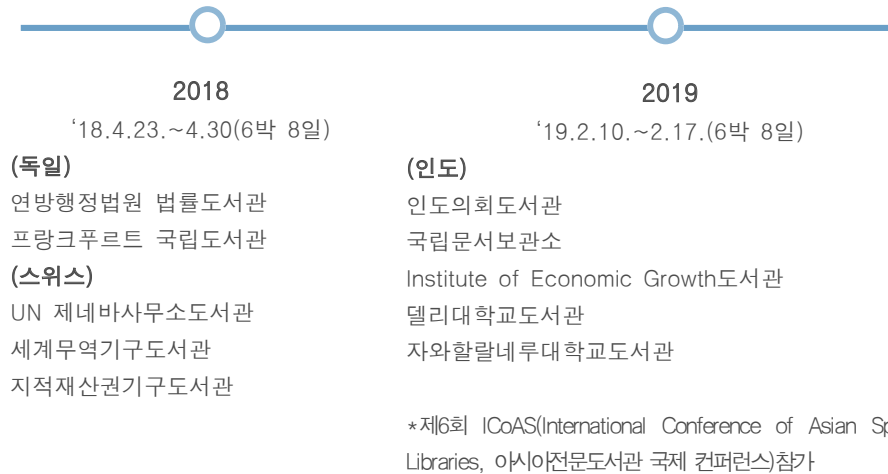 2018
‘18.4.23.~4.30(6박 8일)
(독일)
연방행정법원 법률도서관
프랑크푸르트 국립도서관
(스위스)
UN 제네바사무소도서관
세계무역기구도서관
지적재산권기구도서관
2019
‘19.2.10.~2.17.(6박 8일)
(인도)
인도의회도서관
국립문서보관소
Institute of Economic Growth도서관
델리대학교도서관
자와할랄네루대학교도서관
*제6회 ICoAS(International Conference of Asian
Libraries, 아시아전문도서관 국제 컨퍼런스)참가